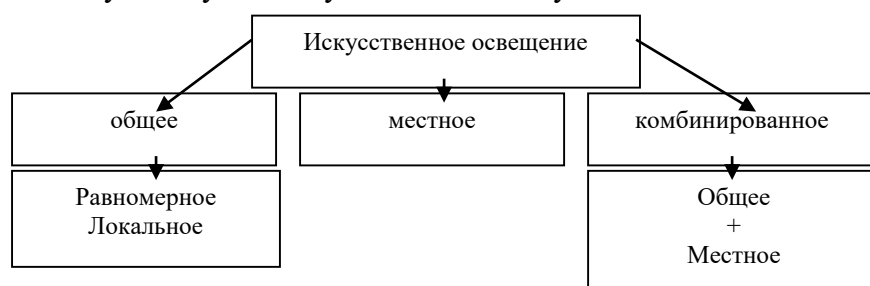 Искусственное освещение
общее
местное
комбинированное
Равномерное
Локальное
Общее
+
Местное